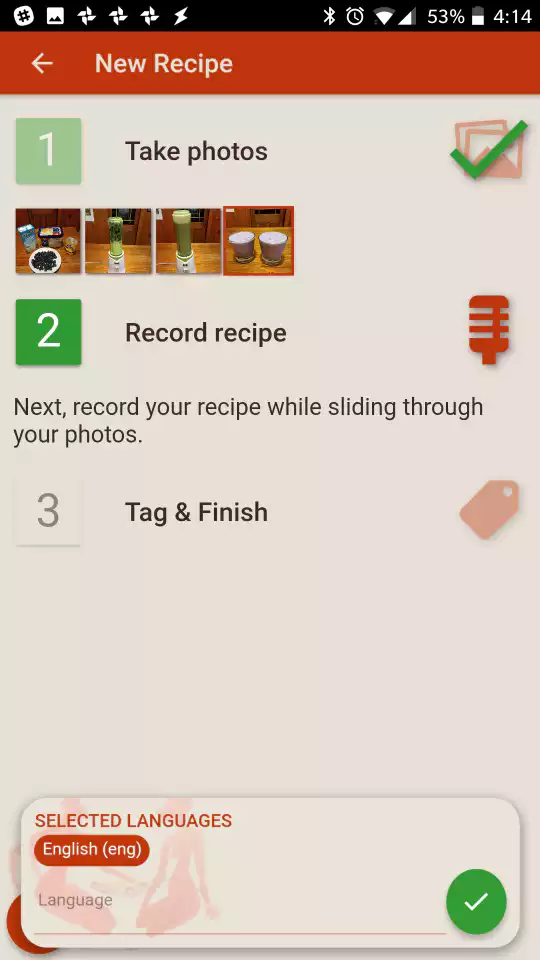 53% 4:14
New Recipe
1 Take photos
2 Record recipe
Next, record your recipe while sliding through
your photos.
3 Tag & Finish
SELECTED LANGUAGES
English (eng)
Language